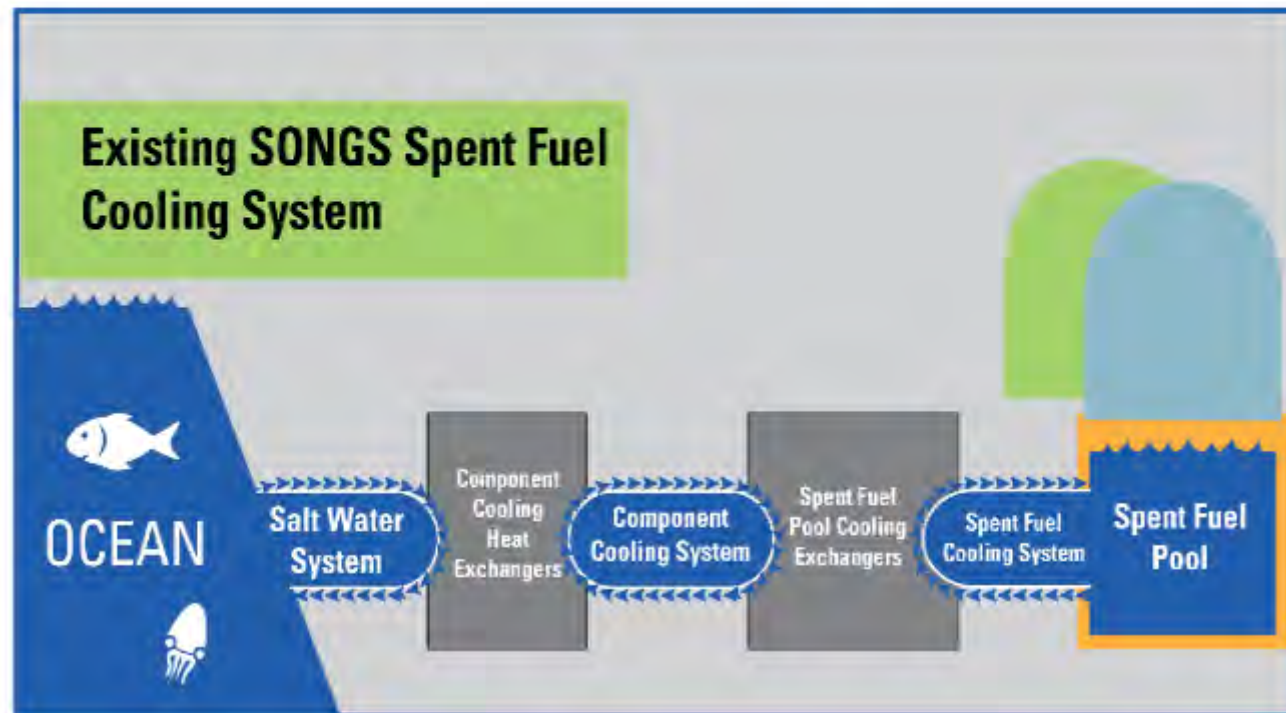 Existing SONGS Spent Fuel
Cooling System
OCEAN
Salt Water
System
Component
Cooling
Heat
Exchangers
Component
Cooling System
Spent Fuel
Pool Cooling
Exchangers
Spent Fuel
Cooling System
Spent Fuel
Pool